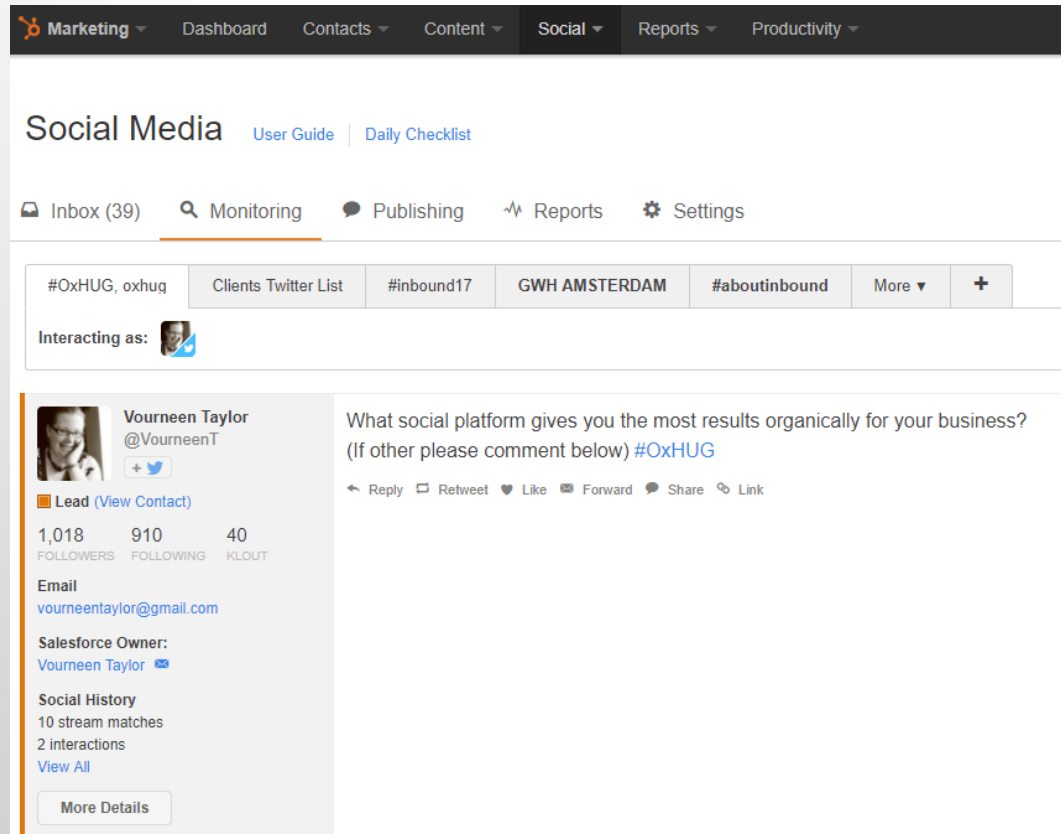 Marketing Dashboard Contacts Content Social Reports Productivity
Social Media User Guide Daily Checklist
Inbox (39) Monitoring Publishing Reports Settings
#OxHUG, oxhug Clients Twitter List #inbound17 GWH AMSTERDAM #aboutinbound More ▾ +
Interacting as:
Vourneen Taylor
@VourneenT
+
Lead (View Contact)
1,018 910 40
FOLLOWERS FOLLOWING KLOUT
Email
vourneentaylor@gmail.com
Salesforce Owner:
Vourneen Taylor
Social History
10 stream matches
2 interactions
View All
More Details
What social platform gives you the most results organically for your business?
(If other please comment below) #OxHUG
Reply Retweet Like Forward Share Link